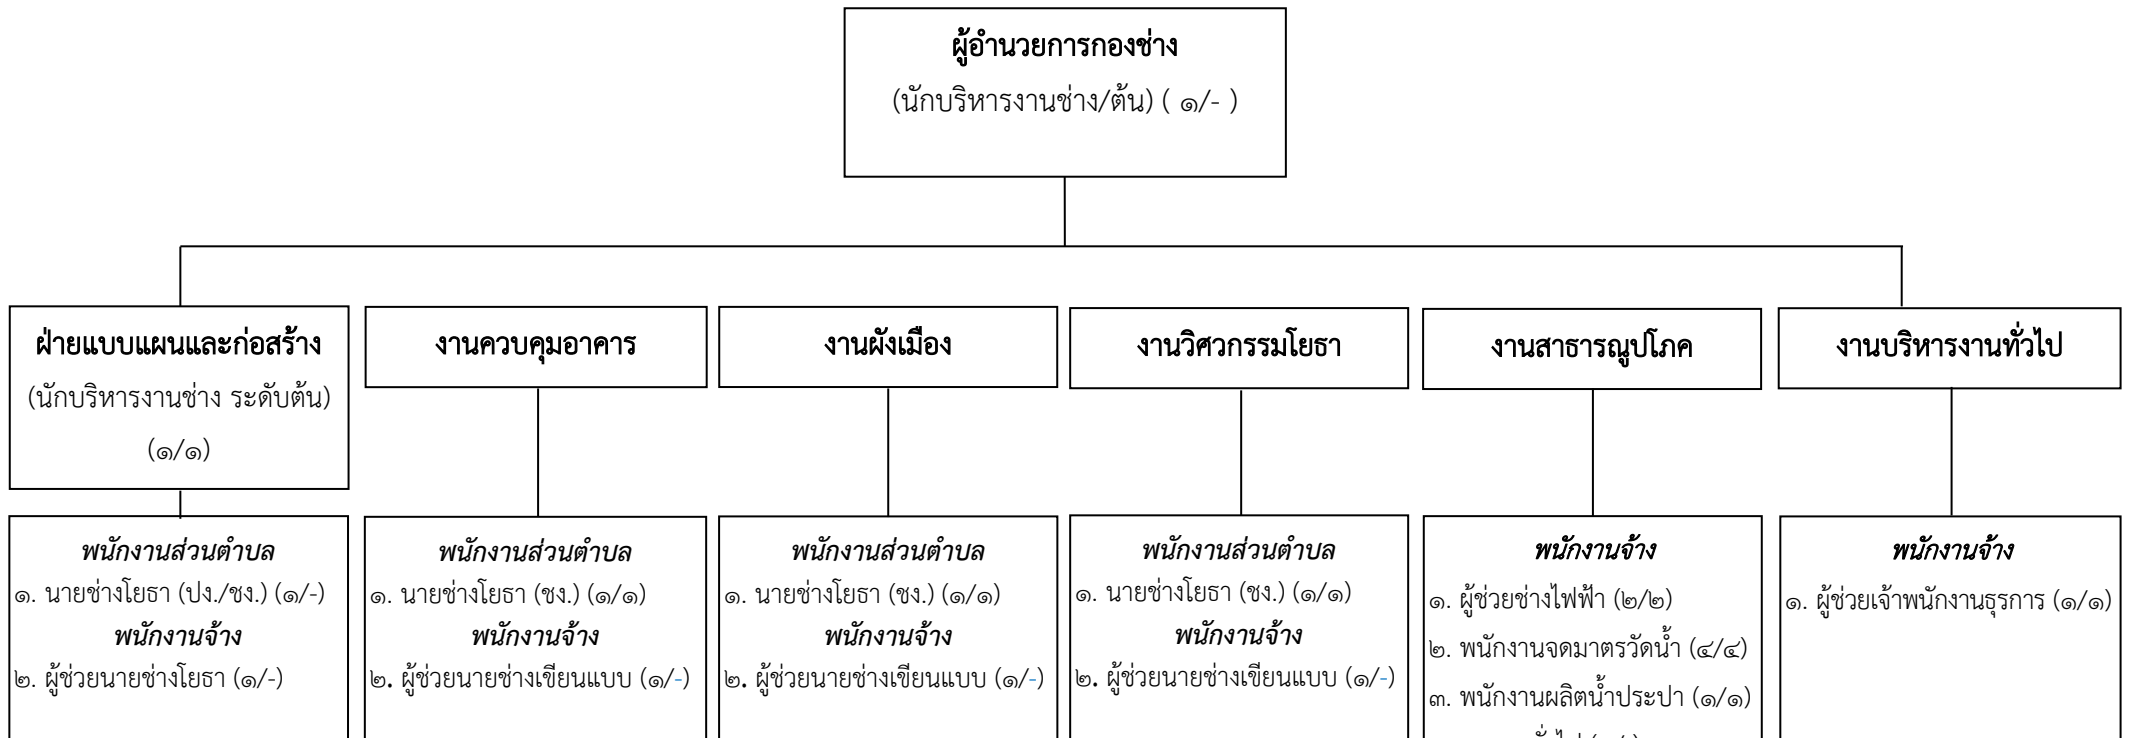 ผู้อำนวยการกองช่าง
(นักบริหารงานช่าง/ต้น) ( ๑/- )
ฝ่ายแบบแผนและก่อสร้าง
(นักบริหารงานช่าง ระดับต้น)
(๑/๑)
งานควบคุมอาคาร
งานผังเมือง
งานวิศวกรรมโยธา
งานสาธารณูปโภค
งานบริหารงานทั่วไป
พนักงานส่วนตำบล
๑. นายช่างโยธา (ปง./ชง.) (๑/-)
พนักงานจ้าง
๒. ผู้ช่วยนายช่างโยธา (๑/-)
พนักงานส่วนตำบล
๑. นายช่างโยธา (ชง.) (๑/๑)
พนักงานจ้าง
๒. ผู้ช่วยนายช่างเขียนแบบ (๑/-)
พนักงานส่วนตำบล
๑. นายช่างโยธา (ชง.) (๑/๑)
พนักงานจ้าง
๒. ผู้ช่วยนายช่างเขียนแบบ (๑/-)
พนักงานส่วนตำบล
๑. นายช่างโยธา (ชง.) (๑/๑)
พนักงานจ้าง
๒. ผู้ช่วยนายช่างเขียนแบบ (๑/-)
พนักงานจ้าง
๑. ผู้ช่วยช่างไฟฟ้า (๒/๒)
๒. พนักงานจดมาตรวัดน้ำ (๔/๔)
๓. พนักงานผลิตน้ำประปา (๑/๑)
พนักงานจ้าง
๑. ผู้ช่วยเจ้าพนักงานธุรการ (๑/๑)